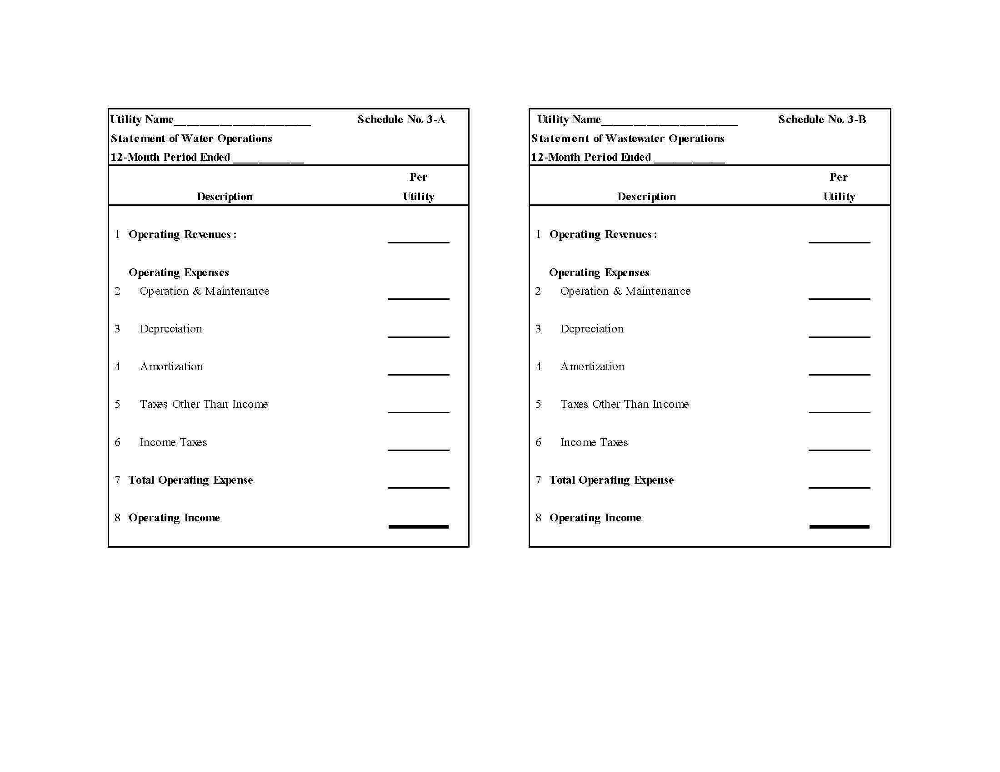 Utility Name_____________________ Schedule No. 3-A
Statement of Water Operations
12-Month Period Ended ___________
Per
Description Utility
1 Operating Revenues:
Operating Expenses
2 Operation & Maintenance
3 Depreciation
4 Amortization
5 Taxes Other Than Income
6 Income Taxes
7 Total Operating Expense
8 Operating Income
Utility Name_____________________ Schedule No. 3-B
Statement of Wastewater Operations
12-Month Period Ended ___________
Per
Description Utility
1 Operating Revenues:
Operating Expenses
2 Operation & Maintenance
3 Depreciation
4 Amortization
5 Taxes Other Than Income
6 Income Taxes
7 Total Operating Expense
8 Operating Income